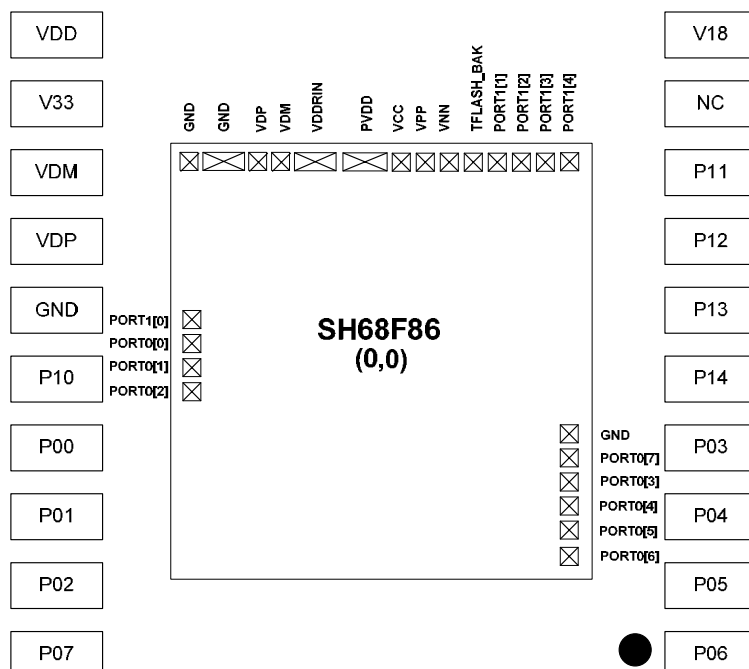 VDD
V33
VDM
VDP
GND
P10
P00
P01
P02
P07
GND
GND
VDP
VDM
VDDRIN
PVDD
VCC
VPP
VNN
TFLASH_BAK
PORT1[1]
PORT1[2]
PORT1[3]
PORT1[4]
PORT1[0]
PORT0[0]
PORT0[1]
PORT0[2]
SH68F86
(0,0)
GND
PORT0[7]
PORT0[3]
PORT0[4]
PORT0[5]
PORT0[6]
V18
NC
P11
P12
P13
P14
P03
P04
P05
P06